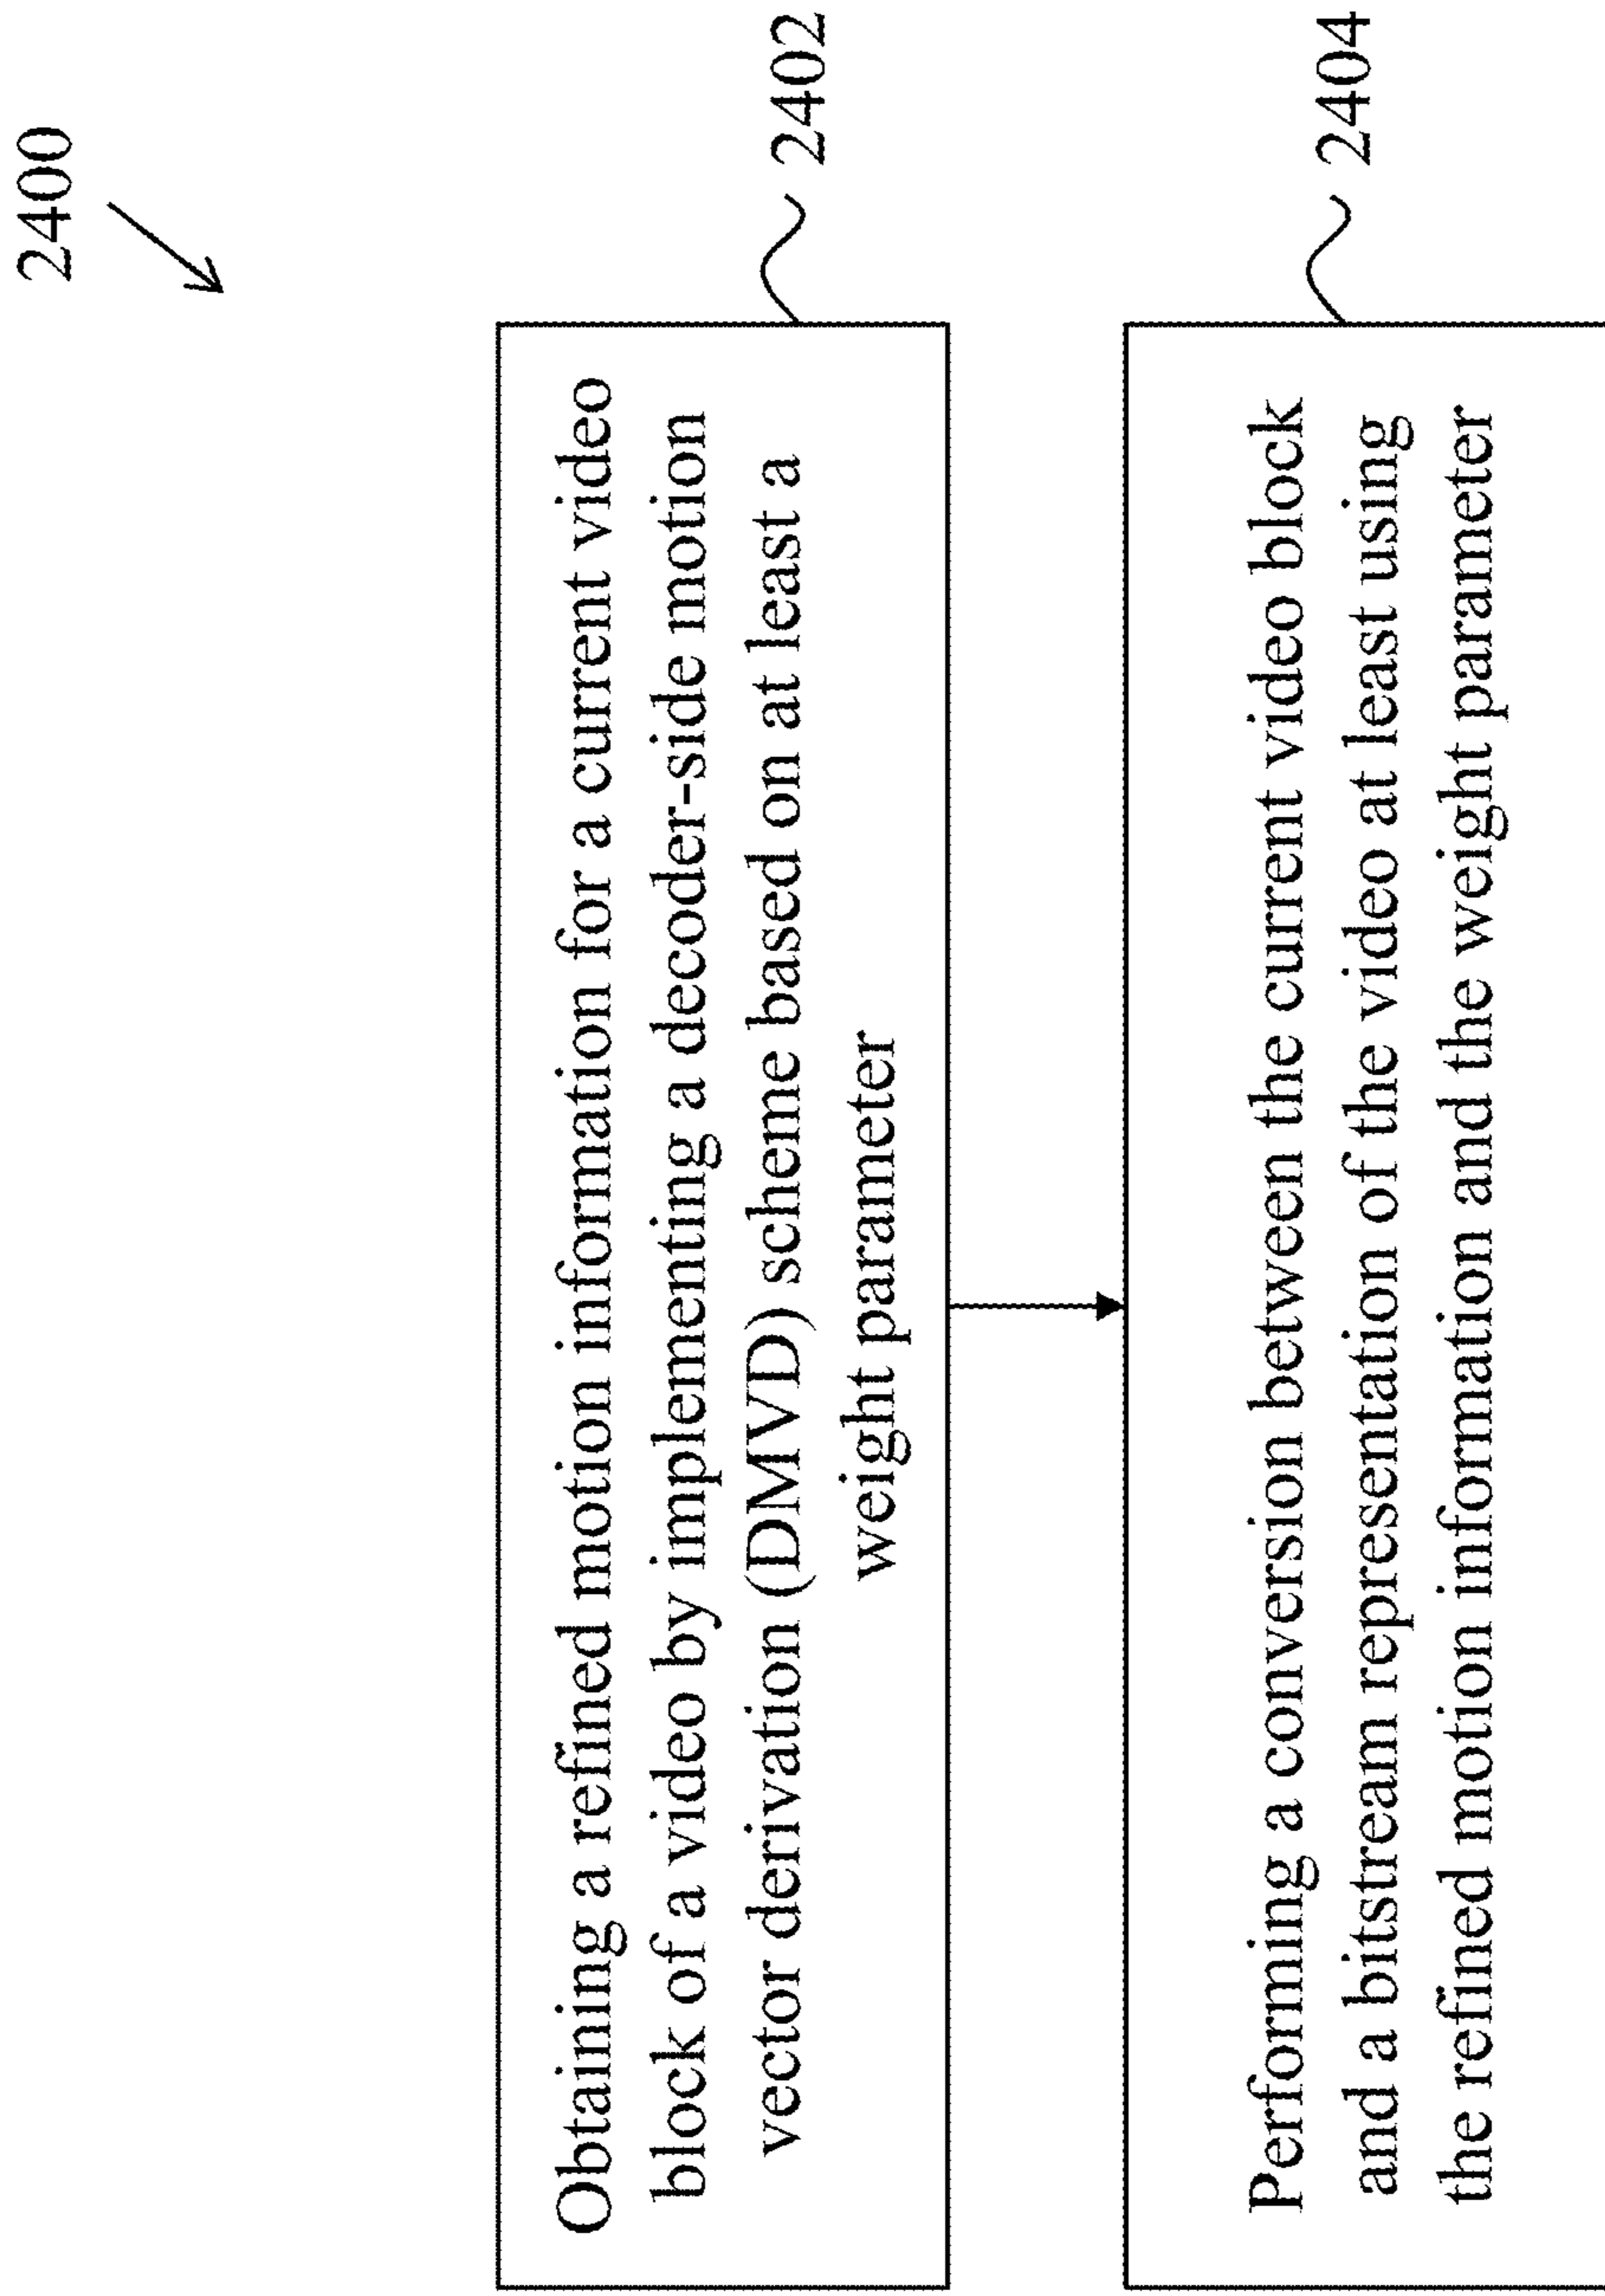 2400
Obtaining a refined motion information for a current video
block of a video by implementing a decoder-side motion
vector derivation (DMVD) scheme based on at least a
weight parameter
2402
Performing a conversion between the current video block
and a bitstream representation of the video at least using
the refined motion information and the weight parameter
2404